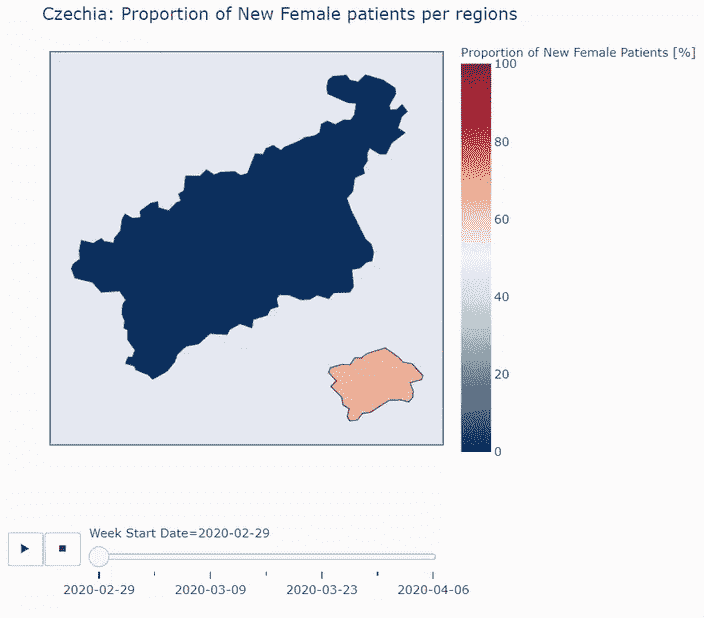 Czechia: Proportion of New Female patients per regions
Proportion of New Female Patients [%]
100
80
60
40
20
0
Week Start Date=2020-02-29
2020-02-29 2020-03-09 2020-03-23 2020-04-06